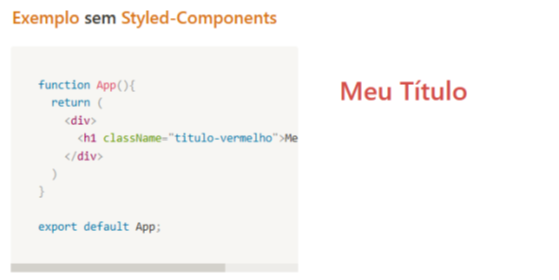 Exemplo sem Styled-Components
function App(){
return (
<div>
<h1 className="titulo-vermelho">Me
</div>
)
}
export default App;
Meu Título